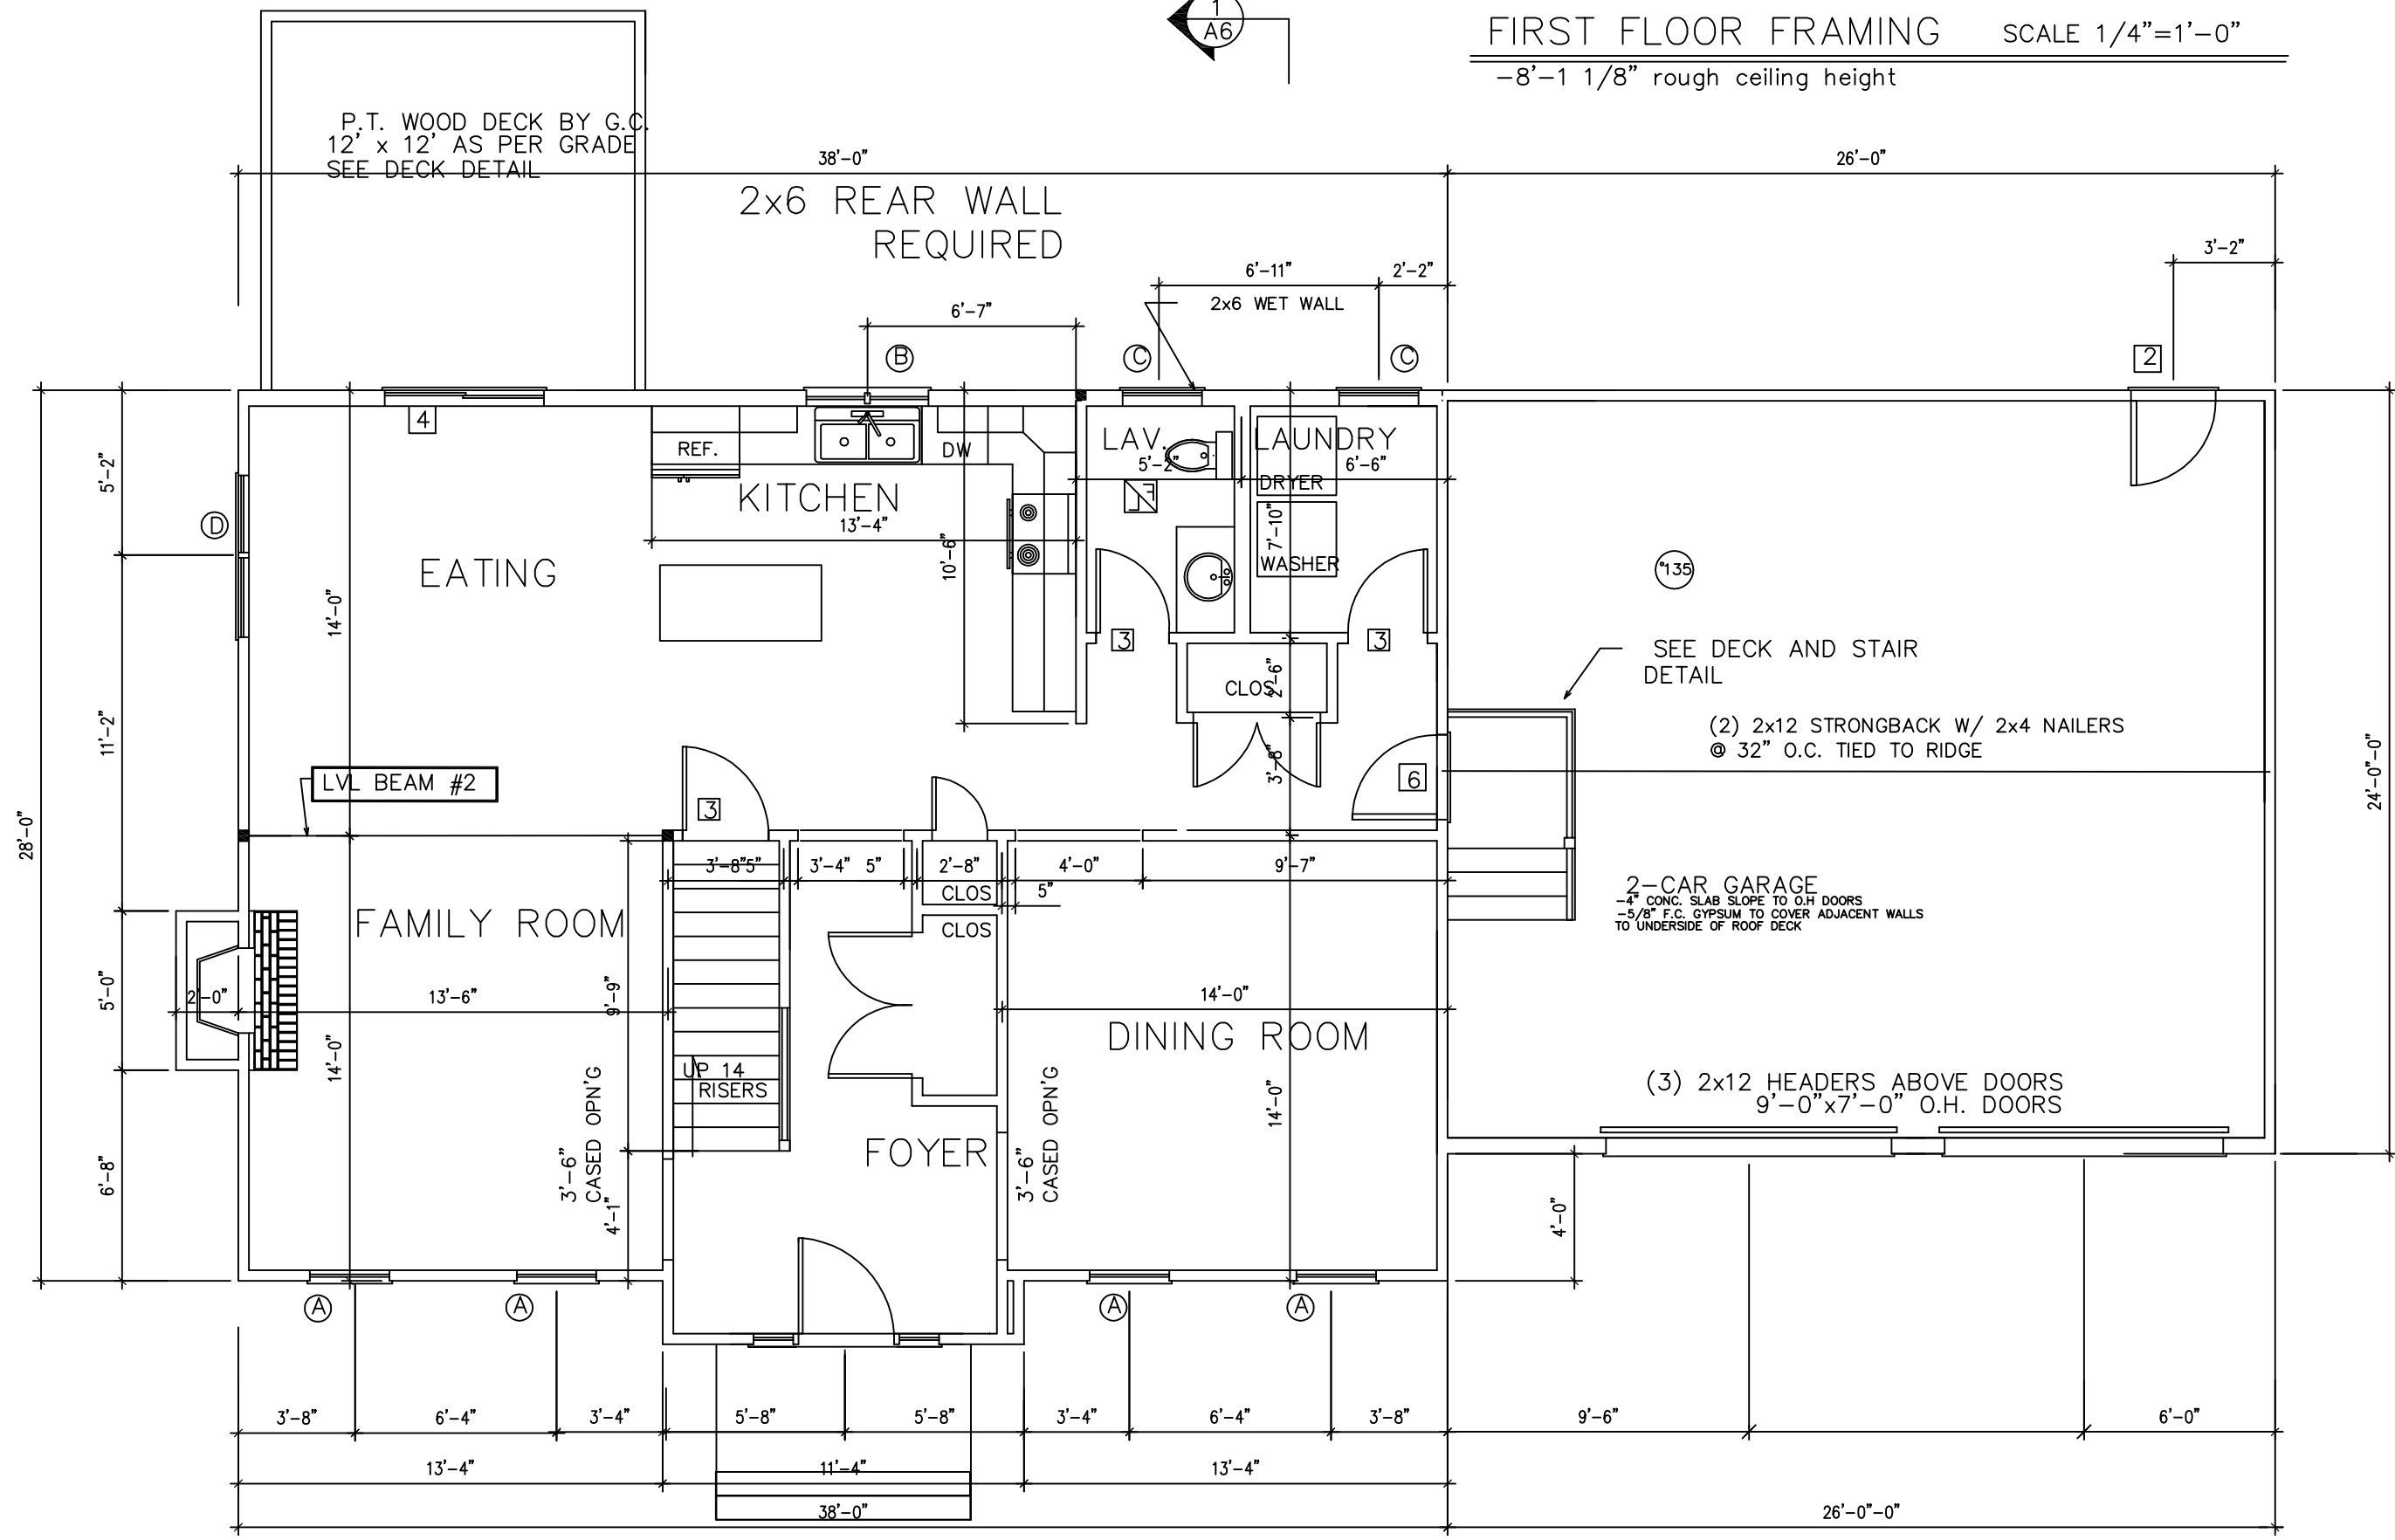 1
A6
FIRST FLOOR FRAMING SCALE 1/4"=1'-0"
-8'-1 1/8" rough ceiling height
P.T. WOOD DECK BY G.C.
12' x 12' AS PER GRADE
SEE DECK DETAIL
38'-0"
26'-0"
2x6 REAR WALL
REQUIRED
3'-2"
6'-11"
2'-2"
2x6 WET WALL
6'-7"
B
C
C
2
4
REF.
DW
LAV.
LAUNDRY
5'-2"
6'-6"
DRYER
KITCHEN
13'-4"
5'-2"
D
7'-10"
10'-6"
EATING
WASHER
135
14'-0"
3
3
SEE DECK AND STAIR
DETAIL
CLOS
2'-6"
11'-2"
(2) 2x12 STRONGBACK W/ 2x4 NAILERS
@ 32" O.C. TIED TO RIDGE
3'-8"
6
24'-0"-0"
LVL BEAM #2
3
28'-0"
3'-8"
5"
3'-4"
5"
2'-8"
4'-0"
9'-7"
CLOS
5"
2-CAR GARAGE
-4" CONC. SLAB SLOPE TO O.H DOORS
-5/8" F.C. GYPSUM TO COVER ADJACENT WALLS
TO UNDERSIDE OF ROOF DECK
FAMILY ROOM
CLOS
5'-0"
2'-0"
13'-6"
9'-9"
14'-0"
DINING ROOM
14'-0"
UP 14
RISERS
14'-0"
(3) 2x12 HEADERS ABOVE DOORS
9'-0"x7'-0" O.H. DOORS
3'-6"
CASED OPN'G
FOYER
3'-6"
CASED OPN'G
6'-8"
4'-1"
4'-0"
A
A
A
A
3'-8"
6'-4"
3'-4"
5'-8"
5'-8"
3'-4"
6'-4"
3'-8"
9'-6"
6'-0"
13'-4"
11'-4"
13'-4"
38'-0"
26'-0"-0"